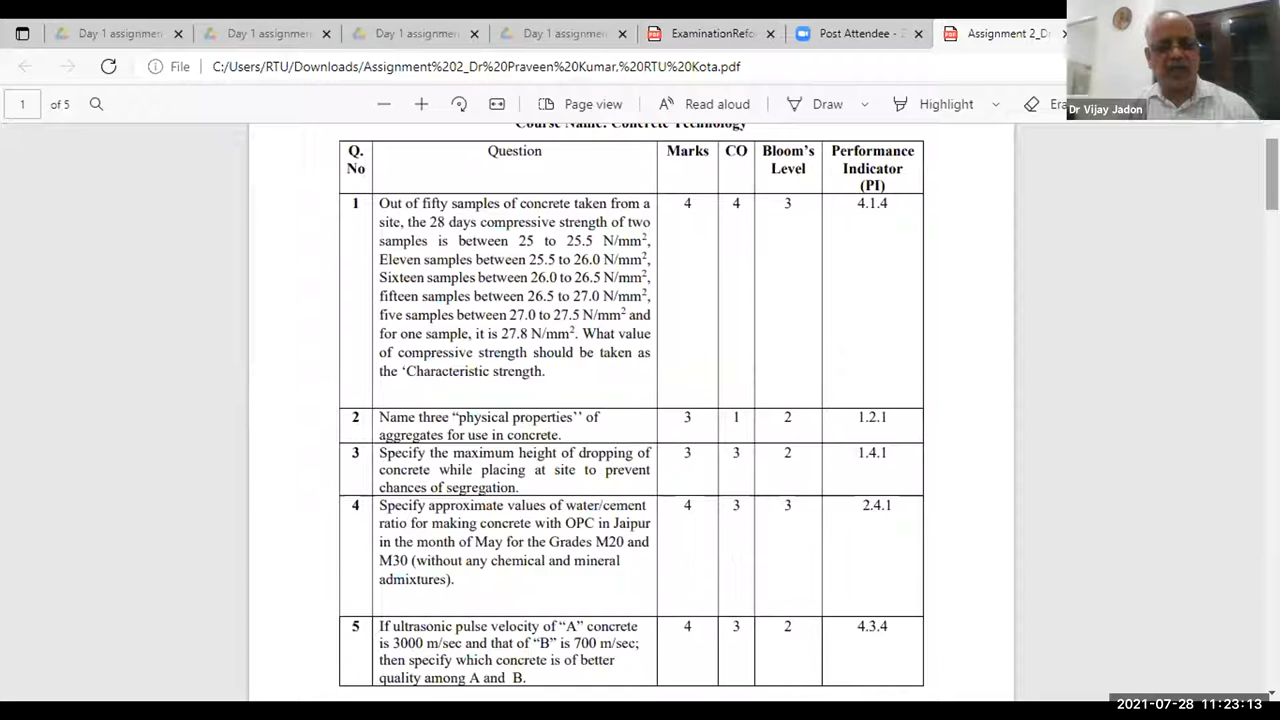 Day 1 assignmen
Day 1 assignmen
Day 1 assignmen
Day 1 assignmen
ExaminationRefo
Post Attendee - Z
Assignment 2_Dr
File
C:/Users/RTU/Downloads/Assignment%202_Dr%20Praveen%20Kumar,%20RTU%20Kota.pdf
Dr Vijay Jadon
1
of 5
Page view
Read aloud
Draw
Highlight
Era
Course Name: Concrete Technology
Q. No
Question
Marks
CO
Bloom's
Level
Performance
Indicator
(PI)
1
Out of fifty samples of concrete taken from a
site, the 28 days compressive strength of two
samples is between 25 to 25.5 N/mm²,
Eleven samples between 25.5 to 26.0 N/mm²,
Sixteen samples between 26.0 to 26.5 N/mm²,
fifteen samples between 26.5 to 27.0 N/mm²,
five samples between 27.0 to 27.5 N/mm² and
for one sample, it is 27.8 N/mm². What value
of compressive strength should be taken as
the ‘Characteristic strength.
4
4
3
4.1.4
2
Name three “physical properties’’ of
aggregates for use in concrete.
3
1
2
1.2.1
3
Specify the maximum height of dropping of
concrete while placing at site to prevent
chances of segregation.
3
3
2
1.4.1
4
Specify approximate values of water/cement
ratio for making concrete with OPC in Jaipur
in the month of May for the Grades M20 and
M30 (without any chemical and mineral
admixtures).
4
3
3
2.4.1
5
If ultrasonic pulse velocity of “A” concrete
is 3000 m/sec and that of “B” is 700 m/sec;
then specify which concrete is of better
quality among A and B.
4
3
2
4.3.4
2021-07-28 11:23:13